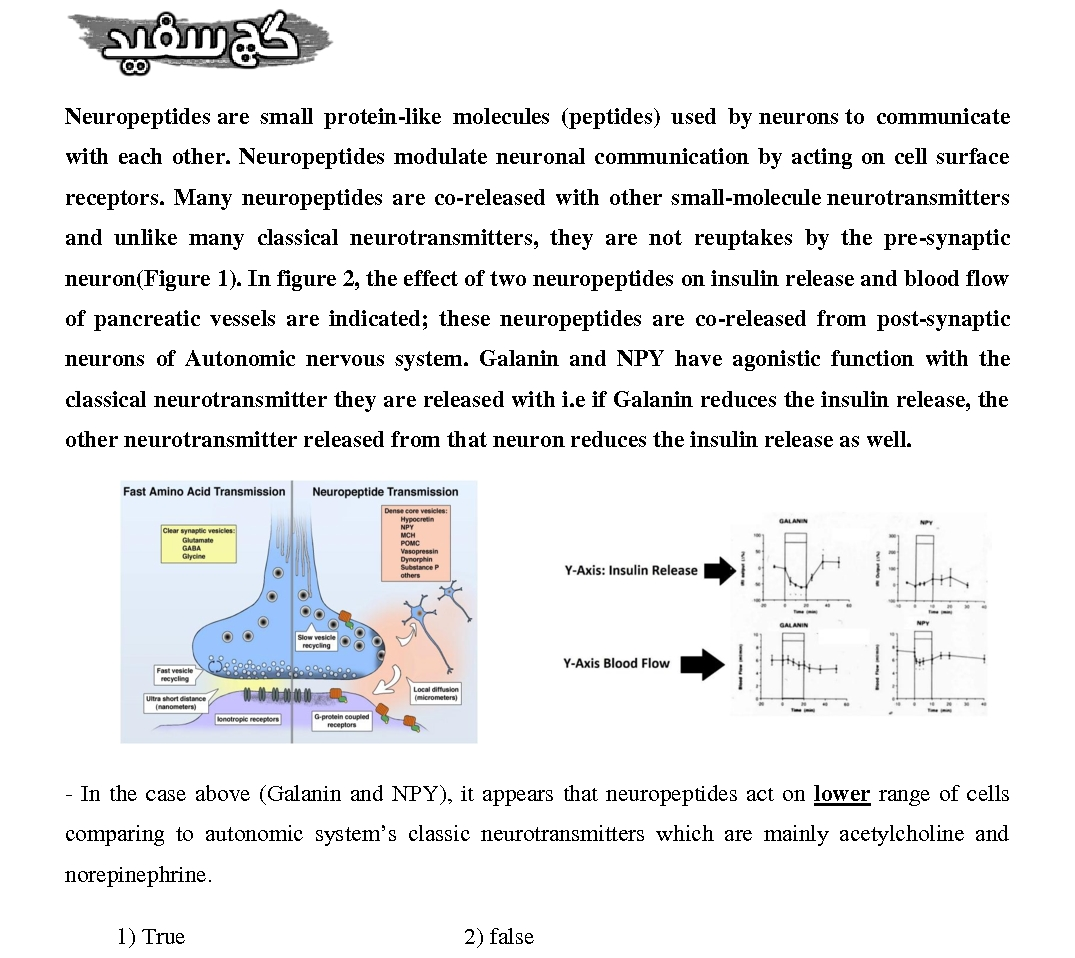 گچ سفید
Neuropeptides are small protein-like molecules (peptides) used by neurons to communicate
with each other. Neuropeptides modulate neuronal communication by acting on cell surface
receptors. Many neuropeptides are co-released with other small-molecule neurotransmitters
and unlike many classical neurotransmitters, they are not reuptakes by the pre-synaptic
neuron(Figure 1). In figure 2, the effect of two neuropeptides on insulin release and blood flow
of pancreatic vessels are indicated; these neuropeptides are co-released from post-synaptic
neurons of Autonomic nervous system. Galanin and NPY have agonistic function with the
classical neurotransmitter they are released with i.e if Galanin reduces the insulin release, the
other neurotransmitter released from that neuron reduces the insulin release as well.
Fast Amino Acid Transmission
Clear synaptic vesicles:
Glutamate
GABA
Glycine
Fast vesicle
recycling
Ultra short distance
(nanometers)
Ionotropic receptors
Neuropeptide Transmission
Dense core vesicles:
Hypocretin
NPY
MCH
POMC
Vasopressin
Dynorphin
Substance P
others
Slow vesicle
recycling
Local diffusion
(micrometers)
G-protein coupled
receptors
Y-Axis: Insulin Release
GALANIN
Time (min)
NPY
Time (min)
Y-Axis Blood Flow
GALANIN
Time (min)
NPY
Time (min)
- In the case above (Galanin and NPY), it appears that neuropeptides act on lower range of cells
comparing to autonomic system’s classic neurotransmitters which are mainly acetylcholine and
norepinephrine.
1) True 2) false